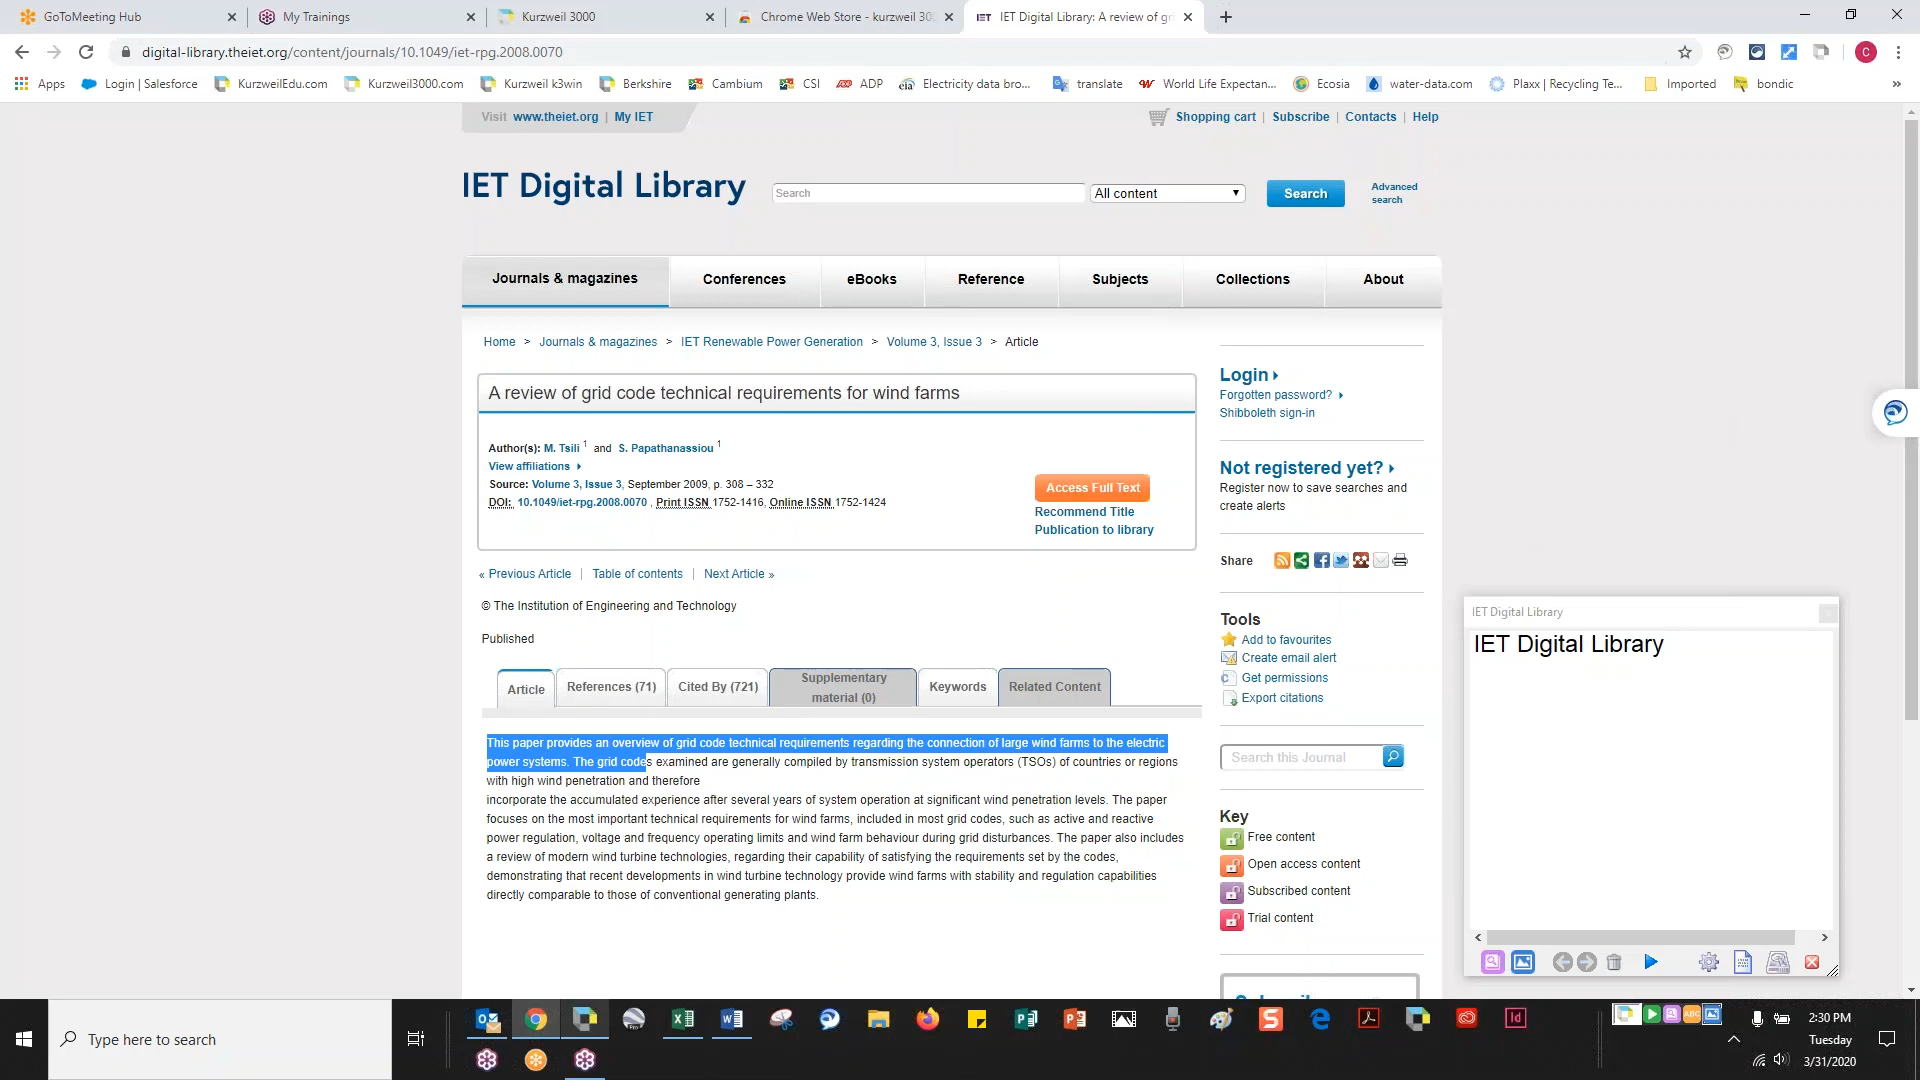 GoToMeeting Hub
My Trainings
Kurzweil 3000
Chrome Web Store - kurzweil 300
IET Digital Library: A review of gr
digital-library.theiet.org/content/journals/10.1049/iet-rpg.2008.0070
C
Apps
Login | Salesforce
KurzweilEdu.com
Kurzweil3000.com
Kurzweil k3win
Berkshire
Cambium
CSI
ADP
Electricity data bro...
translate
World Life Expectan...
Ecosia
water-data.com
Plaxx | Recycling Te...
Imported
bondic
»
Visit www.theiet.org | My IET
Shopping cart | Subscribe | Contacts | Help
IET Digital Library
Search
All content
Search
Advanced search
Journals & magazines
Conferences
eBooks
Reference
Subjects
Collections
About
Home > Journals & magazines > IET Renewable Power Generation > Volume 3, Issue 3 > Article
A review of grid code technical requirements for wind farms
Author(s): M. Tsili 1 and S. Papathanassiou 1
View affiliations
Source: Volume 3, Issue 3, September 2009, p. 308 – 332
DOI: 10.1049/iet-rpg.2008.0070 , Print ISSN 1752-1416, Online ISSN 1752-1424
Access Full Text
Recommend Title
Publication to library
« Previous Article | Table of contents | Next Article »
© The Institution of Engineering and Technology
Published
Article
References (71)
Cited By (721)
Supplementary material (0)
Keywords
Related Content
This paper provides an overview of grid code technical requirements regarding the connection of large wind farms to the electric
power systems. The grid codes examined are generally compiled by transmission system operators (TSOs) of countries or regions
with high wind penetration and therefore
incorporate the accumulated experience after several years of system operation at significant wind penetration levels. The paper
focuses on the most important technical requirements for wind farms, included in most grid codes, such as active and reactive
power regulation, voltage and frequency operating limits and wind farm behaviour during grid disturbances. The paper also includes
a review of modern wind turbine technologies, regarding their capability of satisfying the requirements set by the codes,
demonstrating that recent developments in wind turbine technology provide wind farms with stability and regulation capabilities
directly comparable to those of conventional generating plants.
Login
Forgotten password?
Shibboleth sign-in
Not registered yet?
Register now to save searches and
create alerts
Share
Tools
Add to favourites
Create email alert
Get permissions
Export citations
Search this Journal
Key
Free content
Open access content
Subscribed content
Trial content
IET Digital Library
IET Digital Library
Type here to search
2:30 PM
Tuesday
3/31/2020